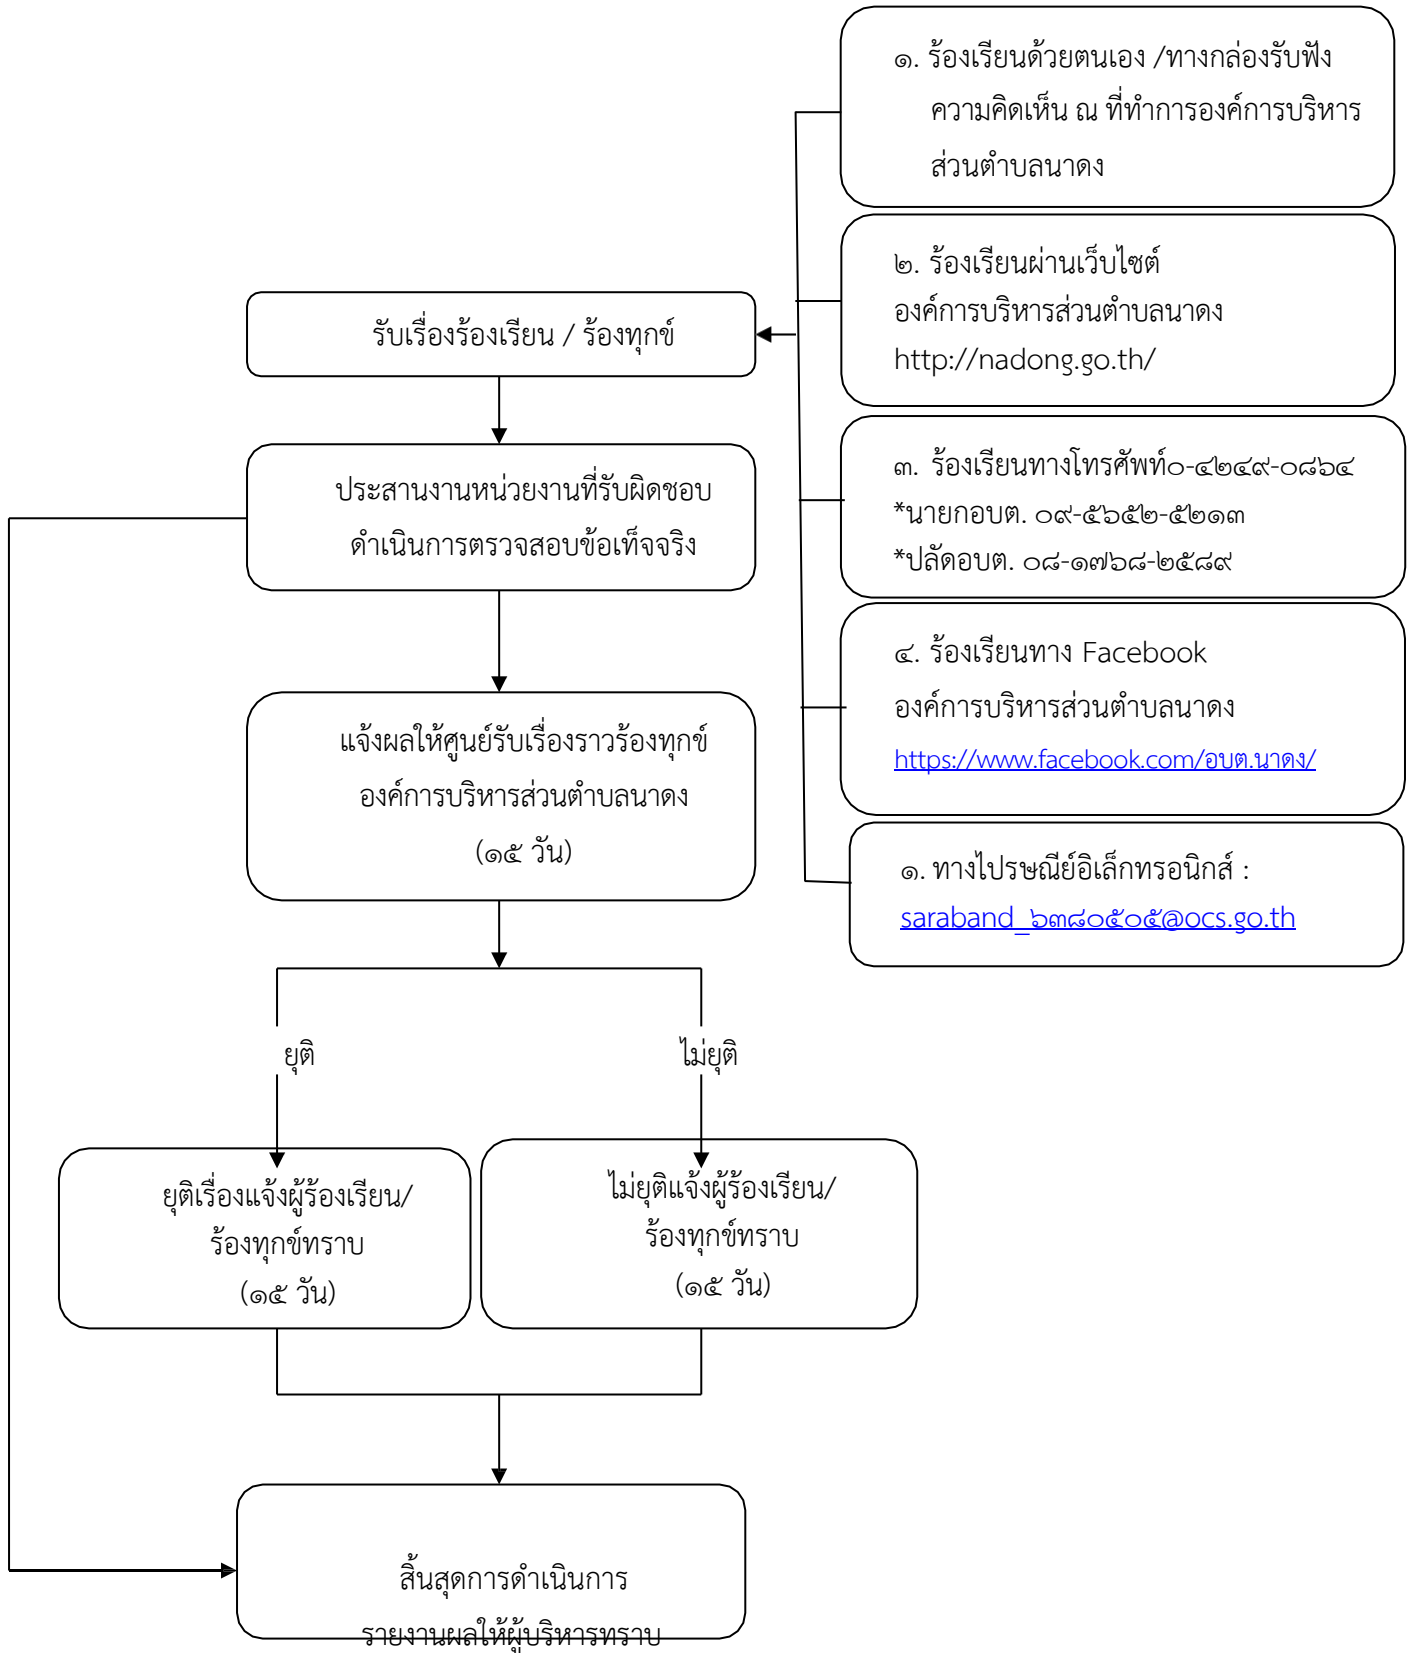 ๑. ร้องเรียนด้วยตนเอง /ทางกล่องรับฟัง
ความคิดเห็น ณ ที่ทำการองค์การบริหาร
ส่วนตำบลนาดง
๒. ร้องเรียนผ่านเว็บไซต์
องค์การบริหารส่วนตำบลนาดง
http://nadong.go.th/
๓. ร้องเรียนทางโทรศัพท์๐-๔๒๔๙-๐๘๖๔
*นายกอบต. ๐๙-๕๖๕๒-๕๒๑๓
*ปลัดอบต. ๐๘-๑๗๖๘-๒๕๘๙
๔. ร้องเรียนทาง Facebook
องค์การบริหารส่วนตำบลนาดง
https://www.facebook.com/อบต.นาดง/
๑. ทางไปรษณีย์อิเล็กทรอนิกส์ :
saraband_๖๓๘๐๕๐๕@ocs.go.th
รับเรื่องร้องเรียน / ร้องทุกข์
ประสานงานหน่วยงานที่รับผิดชอบ
ดำเนินการตรวจสอบข้อเท็จจริง
แจ้งผลให้ศูนย์รับเรื่องราวร้องทุกข์
องค์การบริหารส่วนตำบลนาดง
(๑๕ วัน)
ยุติ
ไม่ยุติ
ยุติเรื่องแจ้งผู้ร้องเรียน/
ร้องทุกข์ทราบ
(๑๕ วัน)
ไม่ยุติแจ้งผู้ร้องเรียน/
ร้องทุกข์ทราบ
(๑๕ วัน)
สิ้นสุดการดำเนินการ
รายงานผลให้ผู้บริหารทราบ